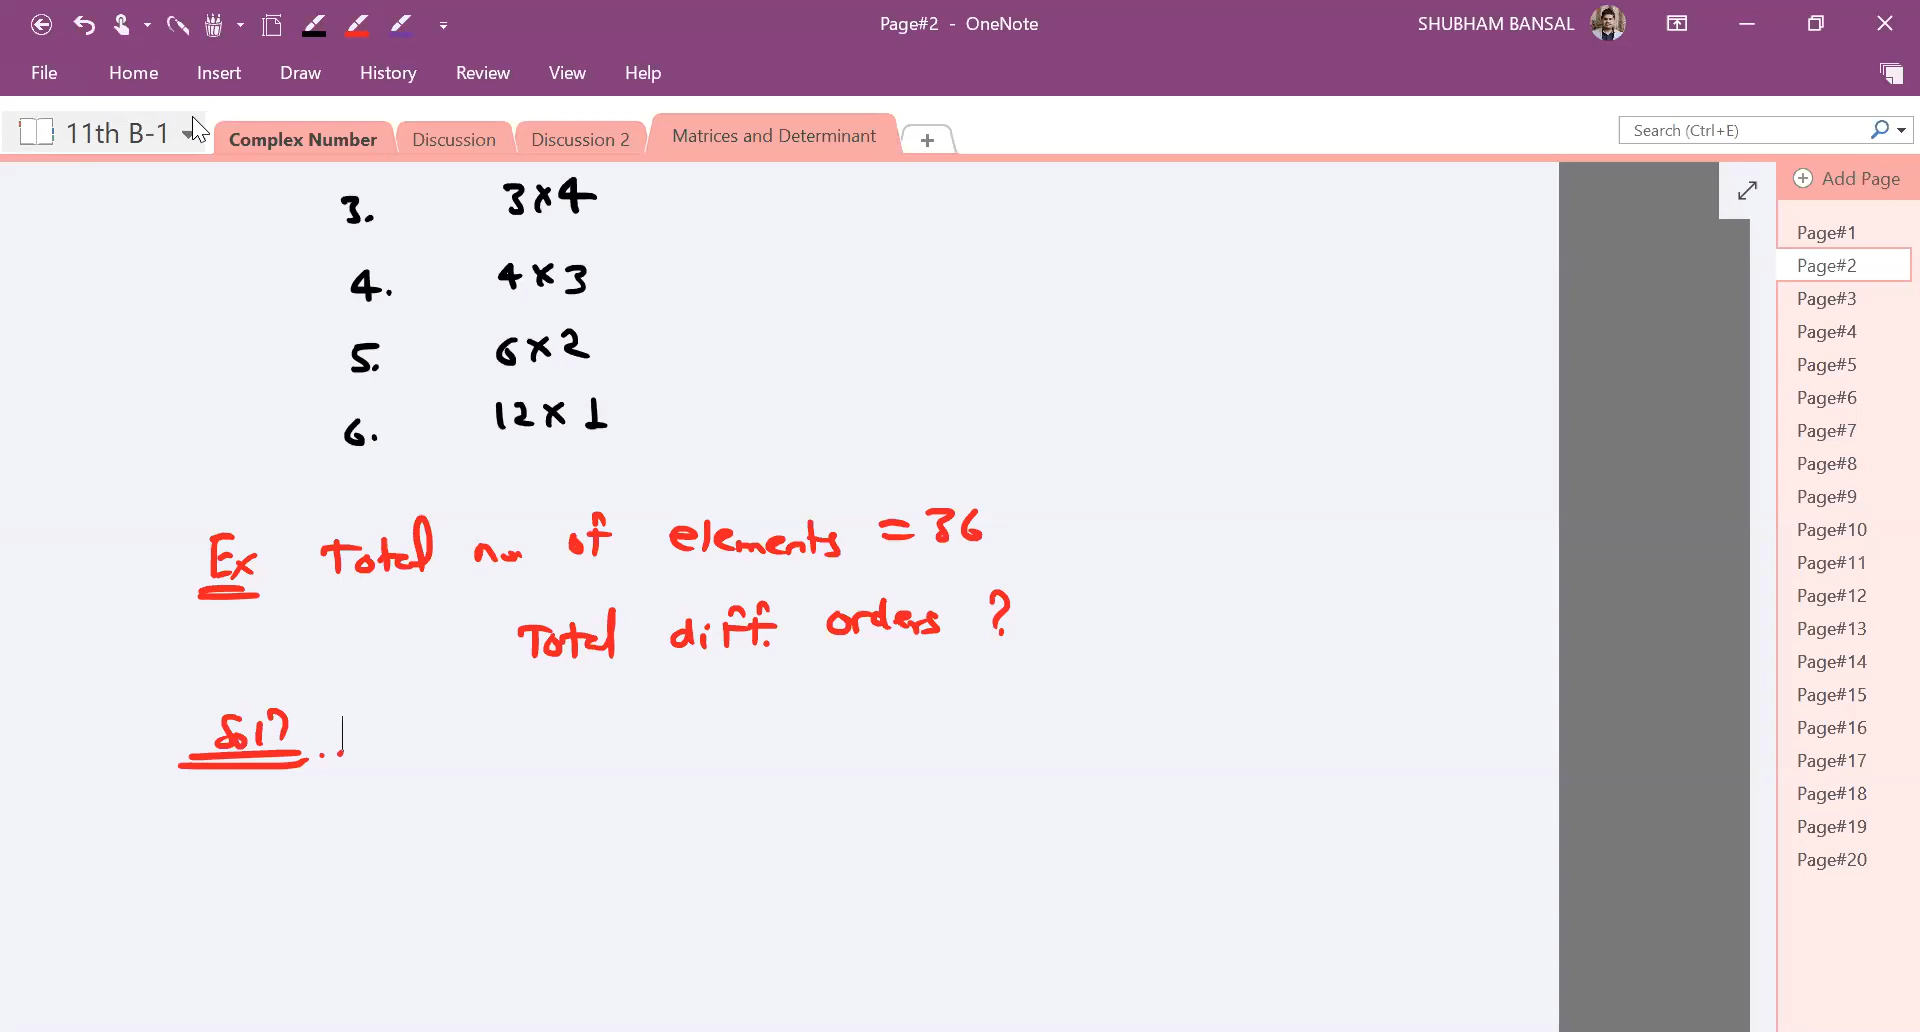 Page#2 - OneNote
SHUBHAM BANSAL
File Home Insert Draw History Review View Help
11th B-1
Complex Number
Discussion
Discussion 2
Matrices and Determinant
Search (Ctrl+E)
3. 3×4
4. 4×3
5. 6×2
6. 12×1
Ex Total no of elements = 36
Total diff. orders ?
Sol?
Add Page
Page#1
Page#2
Page#3
Page#4
Page#5
Page#6
Page#7
Page#8
Page#9
Page#10
Page#11
Page#12
Page#13
Page#14
Page#15
Page#16
Page#17
Page#18
Page#19
Page#20